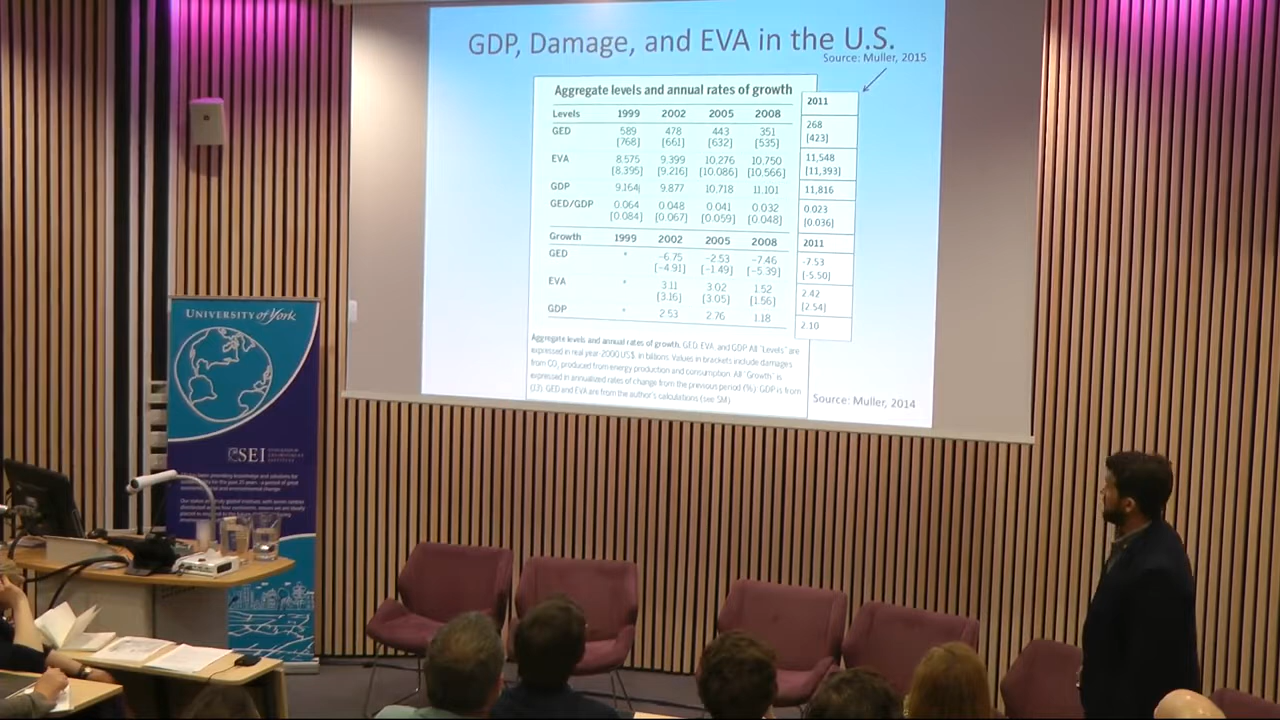 GDP, Damage, and EVA in the U.S.
Source: Muller, 2015
Aggregate levels and annual rates of growth
2011
Levels 1999 2002 2005 2008
GED 589 478 443 351 268
[768] [661] [632] [535] [423]
EVA 8.575 9.399 10,276 10,750 11,548
[8.395] [9.216] [10.086] [10.566] [11,393]
GDP 9.164 9.877 10,718 11.101 11,816
GED/GDP 0.064 0.048 0.041 0.032 0.023
[0.084] [0.067] [0.059] [0.048] [0.036]
Growth 1999 2002 2005 2008 2011
GED * -6.75 -2.53 -7.46 -7.53
[-4.91] [-1.49] [-5.39] [-5.50]
EVA * 3.11 3.02 1.52 2.42
[3.16] [3.05] [1.56] [2.54]
GDP * 2.53 2.76 1.18 2.10
Aggregate levels and annual rates of growth. GED, EVA, and GDP. All "Levels" are
expressed in real year-2000 US$, in billions. Values in brackets include damages
from CO2 produced from energy production and consumption. All "Growth" is
expressed in annualized rates of change from the previous period (%). GDP is from
(13). GED and EVA are from the author's calculations (see SM).
Source: Muller, 2014
UNIVERSITY of York
SEI